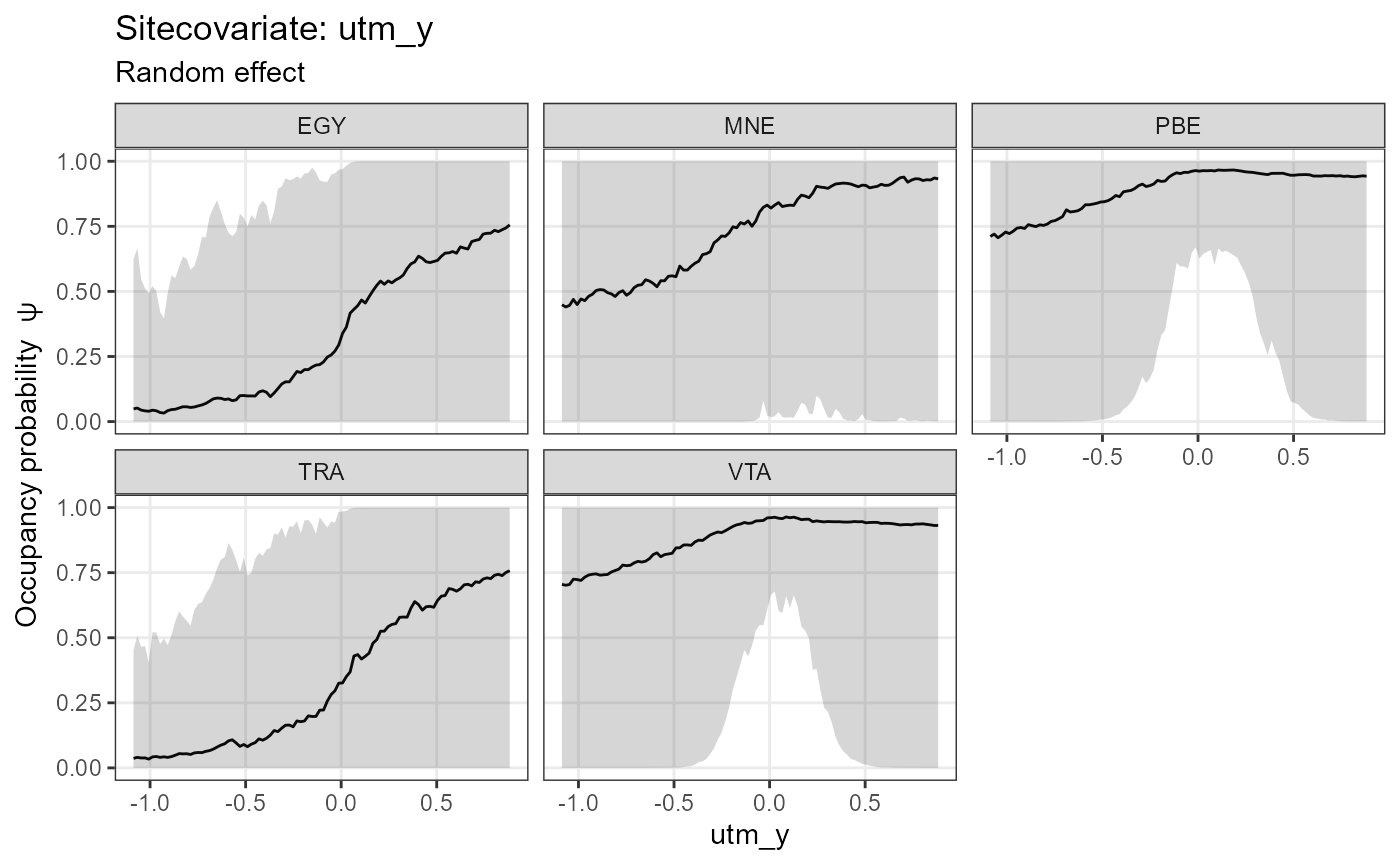 Sitecovariate: utm_y
Random effect
EGY MNE PBE
1.00
0.75
0.50
0.25
0.00
-1.0 -0.5 0.0 0.5
TRA VTA
1.00
0.75
0.50
0.25
0.00
-1.0 -0.5 0.0 0.5 -1.0 -0.5 0.0 0.5
utm_y
Occupancy probability ψ